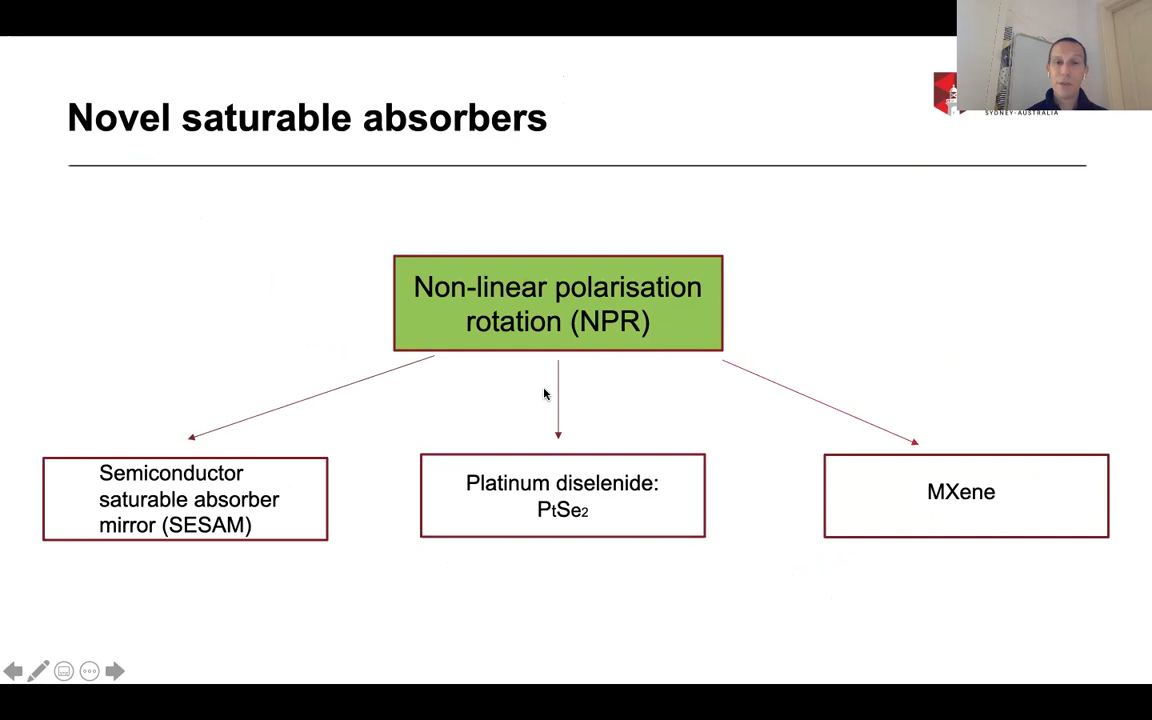 Novel saturable absorbers
SYDNEY-AUSTRALIA
Non-linear polarisation
rotation (NPR)
Semiconductor
saturable absorber
mirror (SESAM)
Platinum diselenide:
PtSe2
MXene